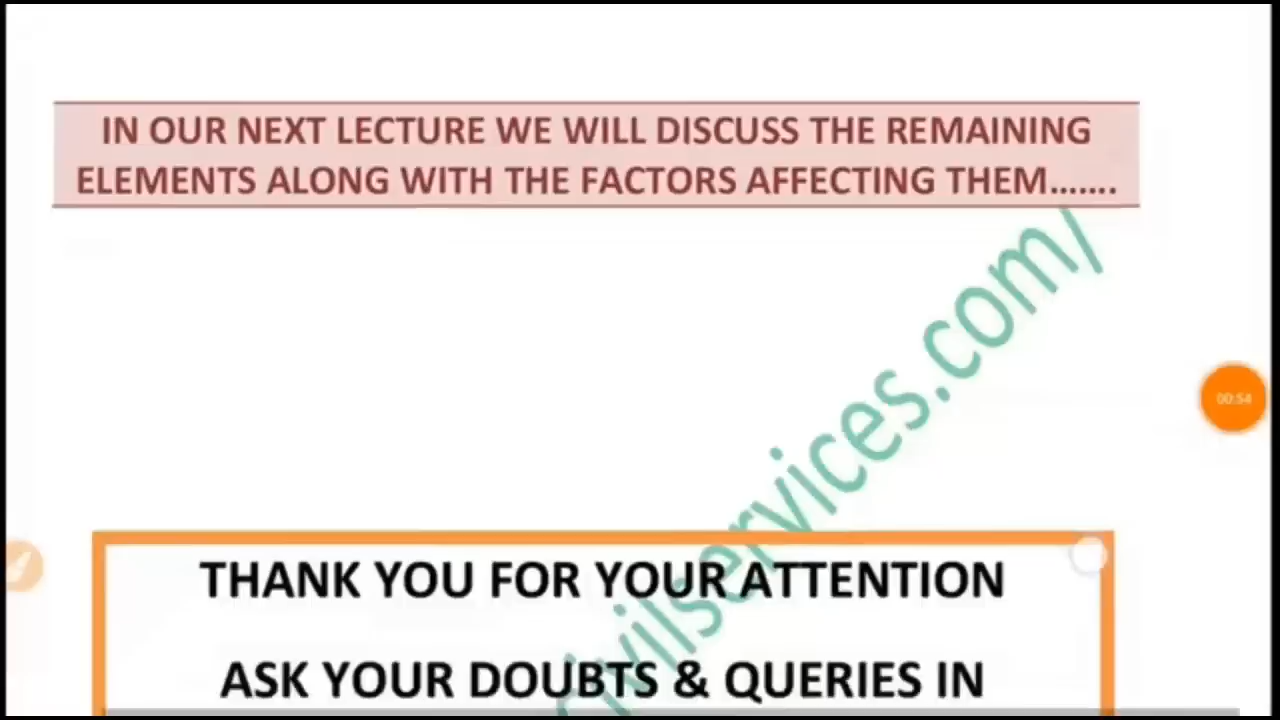 IN OUR NEXT LECTURE WE WILL DISCUSS THE REMAINING
ELEMENTS ALONG WITH THE FACTORS AFFECTING THEM.......
civilservices.com/
00:54
THANK YOU FOR YOUR ATTENTION
ASK YOUR DOUBTS & QUERIES IN